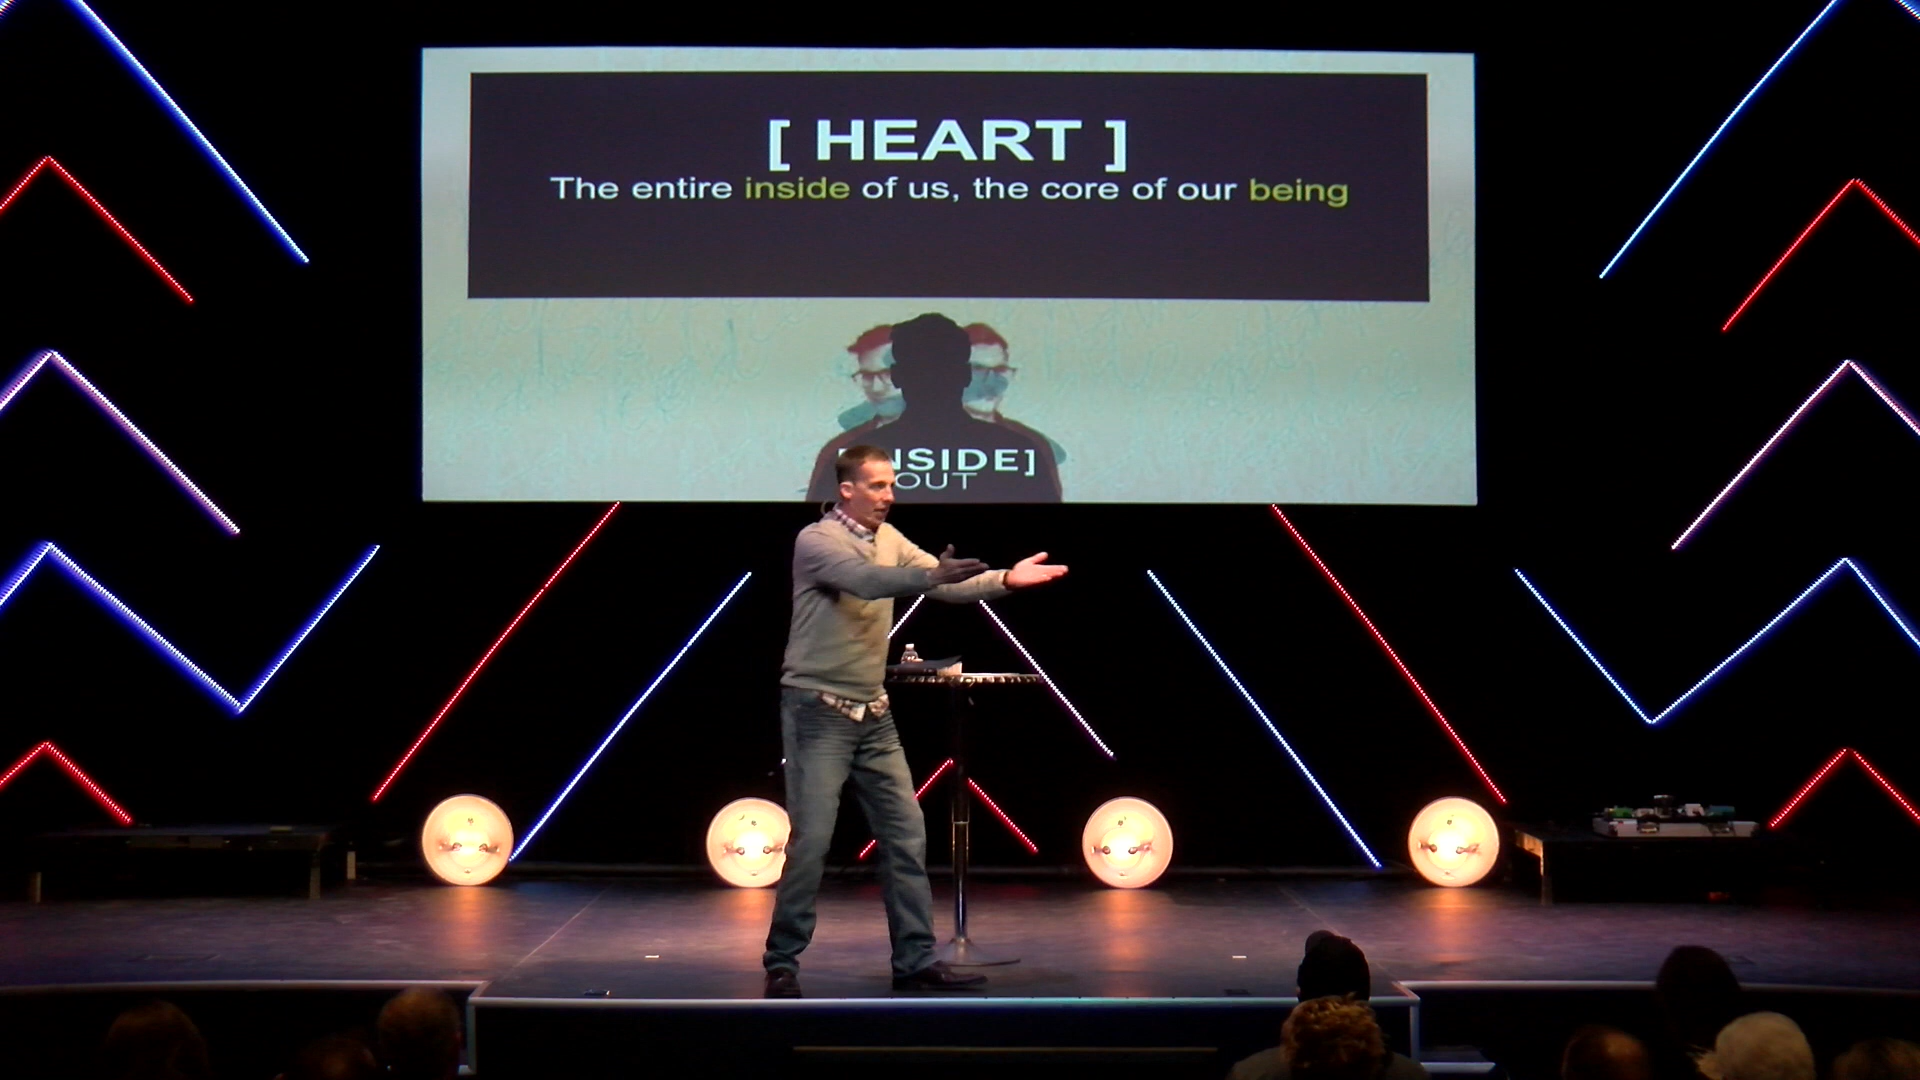 [ HEART ]
The entire inside of us, the core of our being
NSIDE]
OUT